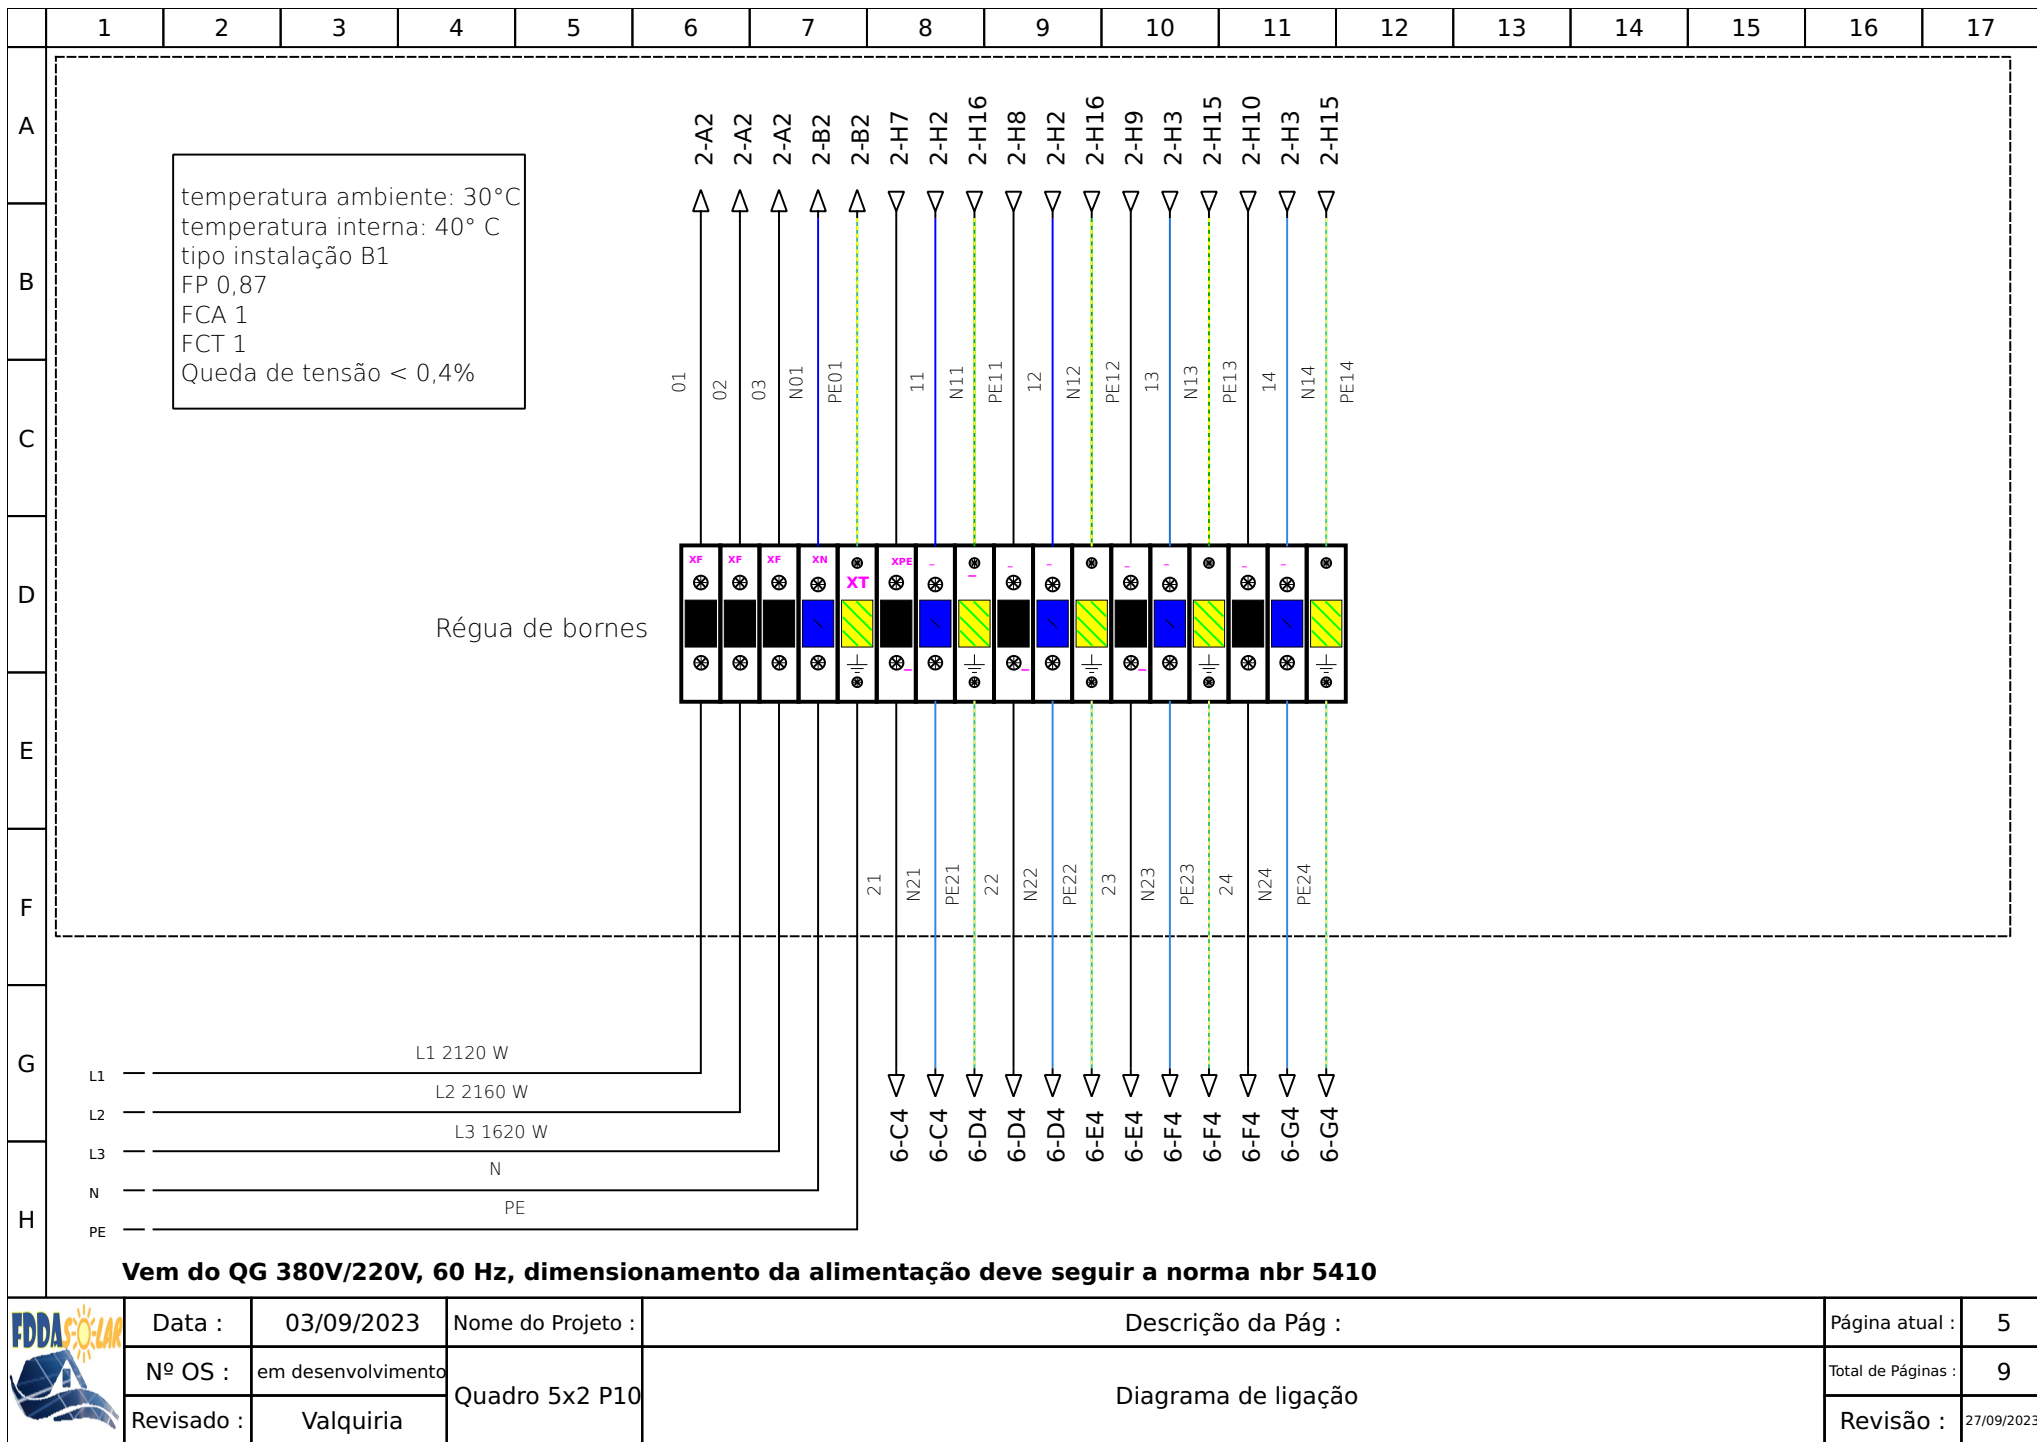 1 2 3 4 5 6 7 8 9 10 11 12 13 14 15 16 17
A
B
C
D
E
F
G
H
temperatura ambiente: 30°C
temperatura interna: 40° C
tipo instalação B1
FP 0,87
FCA 1
FCT 1
Queda de tensão < 0,4%
2-A2 2-A2 2-A2 2-B2 2-B2 2-H7 2-H2 2-H16 2-H8 2-H2 2-H16 2-H9 2-H3 2-H15 2-H10 2-H3 2-H15
01 02 03 N01 PE01 11 N11 PE11 12 N12 PE12 13 N13 PE13 14 N14 PE14
XF XF XF XN XT XPE
Régua de bornes
21 N21 PE21 22 N22 PE22 23 N23 PE23 24 N24 PE24
6-C4 6-C4 6-D4 6-D4 6-D4 6-E4 6-E4 6-F4 6-F4 6-F4 6-G4 6-G4
L1 L1 2120 W
L2 L2 2160 W
L3 L3 1620 W
N N
PE PE
Vem do QG 380V/220V, 60 Hz, dimensionamento da alimentação deve seguir a norma nbr 5410
FDDA SOLAR
Data : 03/09/2023
Nº OS : em desenvolvimento
Revisado : Valquiria
Nome do Projeto :
Quadro 5x2 P10
Descrição da Pág :
Diagrama de ligação
Página atual : 5
Total de Páginas : 9
Revisão : 27/09/2023